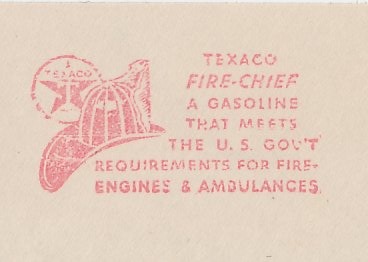 TEXACO
TEXACO
FIRE-CHIEF
A GASOLINE
THAT MEETS
THE U. S. GOV'T
REQUIREMENTS FOR FIRE-
ENGINES & AMBULANCES.